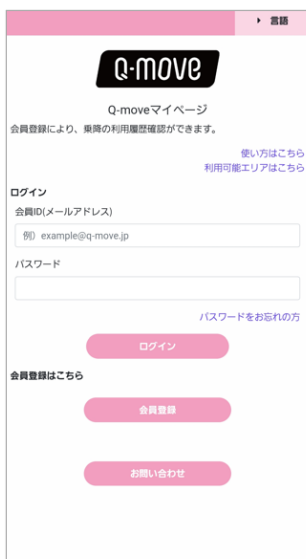 言語
Q-move
Q-moveマイページ
会員登録により、乗降の利用履歴確認ができます。
使い方はこちら
利用可能エリアはこちら
ログイン
会員ID(メールアドレス)
例）example@q-move.jp
パスワード
パスワードをお忘れの方
ログイン
会員登録はこちら
会員登録
お問い合わせ